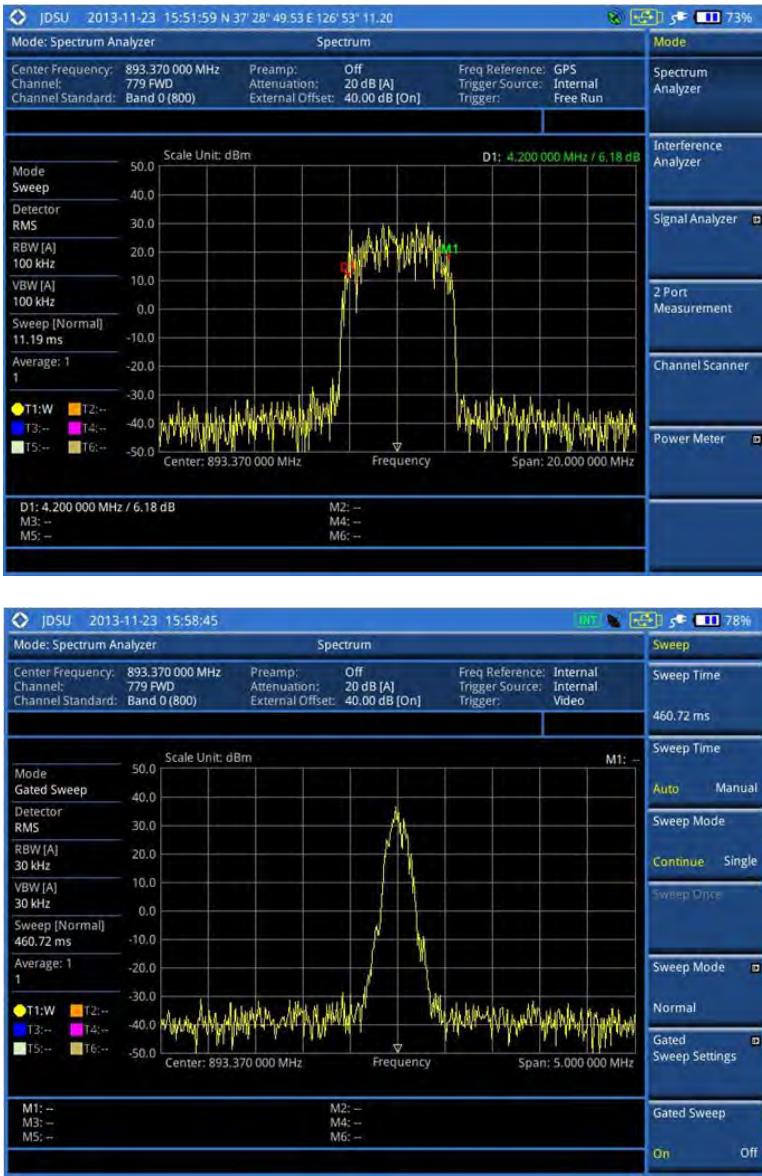 JDSU 2013-11-23 15:51:59 N 37' 28" 49.53 E 126' 53" 11.20 73%
Mode: Spectrum Analyzer Spectrum Mode
Center Frequency: 893.370 000 MHz Preamp: Off Freq Reference: GPS
Channel: 779 FWD Attenuation: 20 dB [A] Trigger Source: Internal
Channel Standard: Band 0 (800) External Offset: 40.00 dB [On] Trigger: Free Run
Spectrum
Analyzer
Interference
Analyzer
Signal Analyzer
2 Port
Measurement
Channel Scanner
Power Meter
Scale Unit: dBm D1: 4.200 000 MHz / 6.18 dB
Mode
Sweep
Detector
RMS
RBW [A]
100 kHz
VBW [A]
100 kHz
Sweep [Normal]
11.19 ms
Average: 1
1
T1:W T2:--
T3:-- T4:--
T5:-- T6:--
50.0
40.0
30.0
20.0
10.0
0.0
-10.0
-20.0
-30.0
-40.0
-50.0
M1
Center: 893.370 000 MHz Frequency Span: 20.000 000 MHz
D1: 4.200 000 MHz / 6.18 dB M2: --
M3: -- M4: --
M5: -- M6: --
JDSU 2013-11-23 15:58:45 INT 78%
Mode: Spectrum Analyzer Spectrum Sweep
Center Frequency: 893.370 000 MHz Preamp: Off Freq Reference: Internal
Channel: 779 FWD Attenuation: 20 dB [A] Trigger Source: Internal
Channel Standard: Band 0 (800) External Offset: 40.00 dB [On] Trigger: Video
Sweep Time
460.72 ms
Sweep Time
Auto Manual
Sweep Mode
Continue Single
Sweep Once
Sweep Mode
Normal
Gated
Sweep Settings
Gated Sweep
On Off
Scale Unit: dBm M1: --
Mode
Gated Sweep
Detector
RMS
RBW [A]
30 kHz
VBW [A]
30 kHz
Sweep [Normal]
460.72 ms
Average: 1
1
T1:W T2:--
T3:-- T4:--
T5:-- T6:--
50.0
40.0
30.0
20.0
10.0
0.0
-10.0
-20.0
-30.0
-40.0
-50.0
Center: 893.370 000 MHz Frequency Span: 5.000 000 MHz
M1: -- M2: --
M3: -- M4: --
M5: -- M6: --